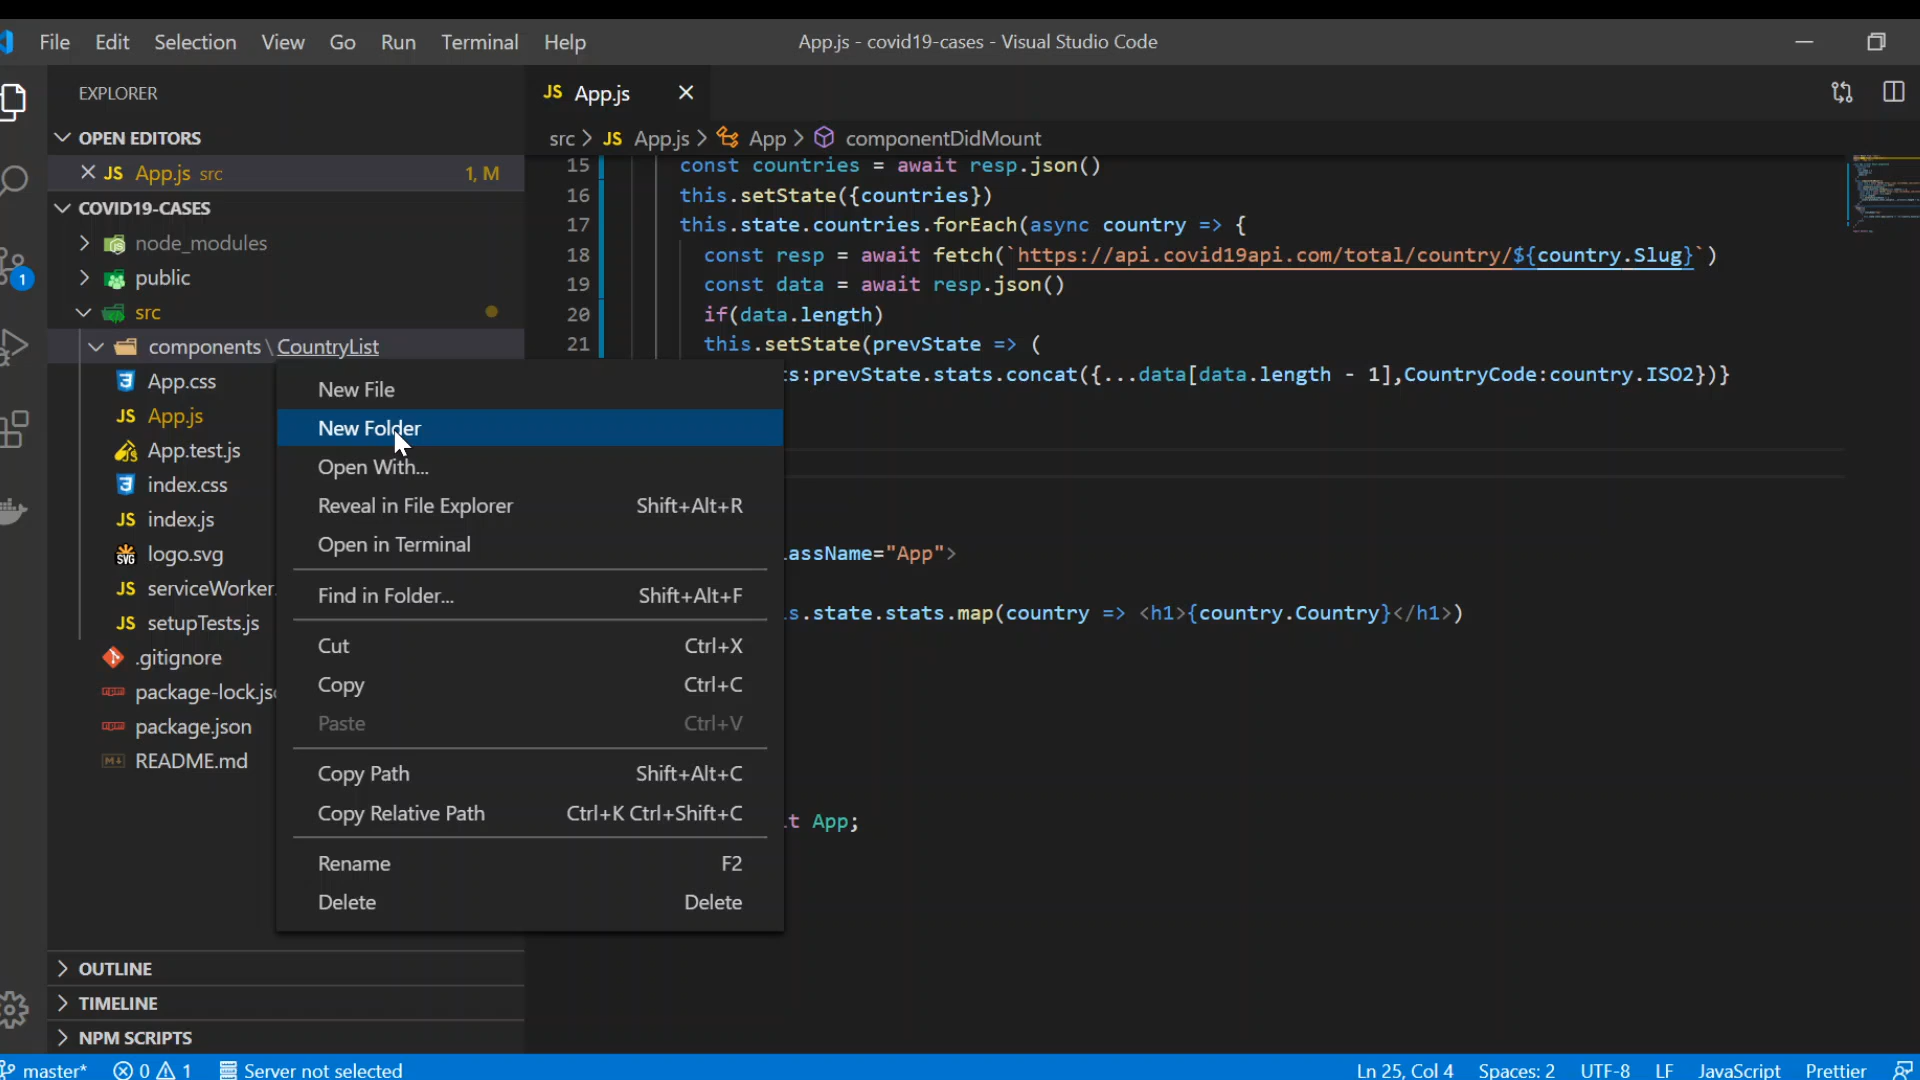 File Edit Selection View Go Run Terminal Help
App.js - covid19-cases - Visual Studio Code
EXPLORER
OPEN EDITORS
JS App.js src 1, M
COVID19-CASES
node_modules
public
src
components \ CountryList
App.css
JS App.js
App.test.js
index.css
JS index.js
SVG logo.svg
JS serviceWorker.
JS setupTests.js
.gitignore
package-lock.js
package.json
README.md
OUTLINE
TIMELINE
NPM SCRIPTS
1
New File
New Folder
Open With...
Reveal in File Explorer Shift+Alt+R
Open in Terminal
Find in Folder... Shift+Alt+F
Cut Ctrl+X
Copy Ctrl+C
Paste Ctrl+V
Copy Path Shift+Alt+C
Copy Relative Path Ctrl+K Ctrl+Shift+C
Rename F2
Delete Delete
JS App.js
src > JS App.js > App > componentDidMount
15 const countries = await resp.json()
16 this.setState({countries})
17 this.state.countries.forEach(async country => {
18 const resp = await fetch(`https://api.covid19api.com/total/country/${country.Slug}`)
19 const data = await resp.json()
20 if(data.length)
21 this.setState(prevState => (
s:prevState.stats.concat({...data[data.length - 1],CountryCode:country.ISO2})}
assName="App">
s.state.stats.map(country => <h1>{country.Country}</h1>)
t App;
master* 0 1 Server not selected Ln 25, Col 4 Spaces: 2 UTF-8 LF JavaScript Prettier